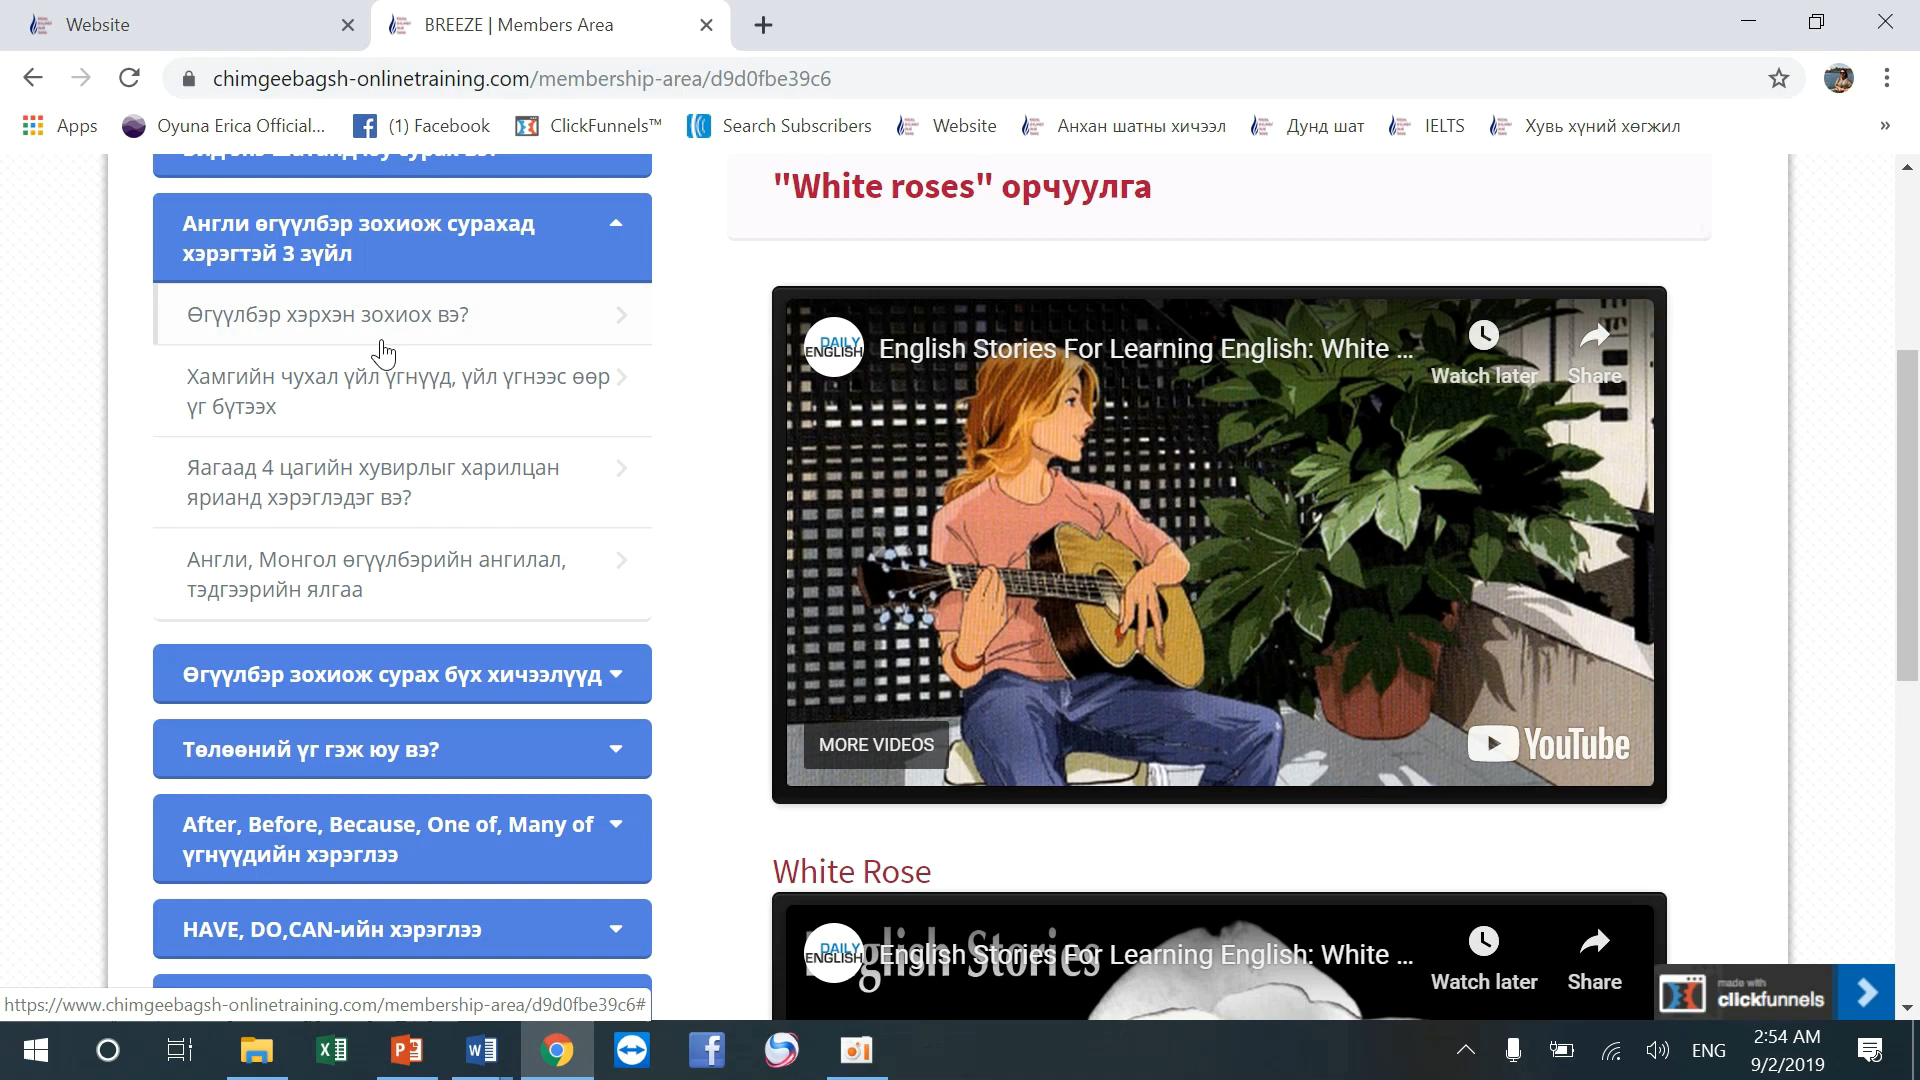 Website
BREEZE | Members Area
chimgeebagsh-onlinetraining.com/membership-area/d9d0fbe39c6
Apps
Oyuna Erica Official...
(1) Facebook
ClickFunnels™
Search Subscribers
Website
Анхан шатны хичээл
Дунд шат
IELTS
Хувь хүний хөгжил
»
Англи өгүүлбэр зохиож сурахад
хэрэгтэй 3 зүйл
Өгүүлбэр хэрхэн зохиох вэ?
Хамгийн чухал үйл үгнүүд, үйл үгнээс өөр
үг бүтээх
Яагаад 4 цагийн хувирлыг харилцан
ярианд хэрэглэдэг вэ?
Англи, Монгол өгүүлбэрийн ангилал,
тэдгээрийн ялгаа
Өгүүлбэр зохиож сурах бүх хичээлүүд
Төлөөний үг гэж юу вэ?
After, Before, Because, One of, Many of
үгнүүдийн хэрэглээ
HAVE, DO,CAN-ийн хэрэглээ
"White roses" орчуулга
DAILY
ENGLISH
English Stories For Learning English: White ...
Watch later
Share
MORE VIDEOS
YouTube
White Rose
DAILY
ENGLISH
English Stories For Learning English: White ...
English Stories
Watch later
Share
made with
clickfunnels
https://www.chimgeebagsh-onlinetraining.com/membership-area/d9d0fbe39c6#
ENG
2:54 AM
9/2/2019